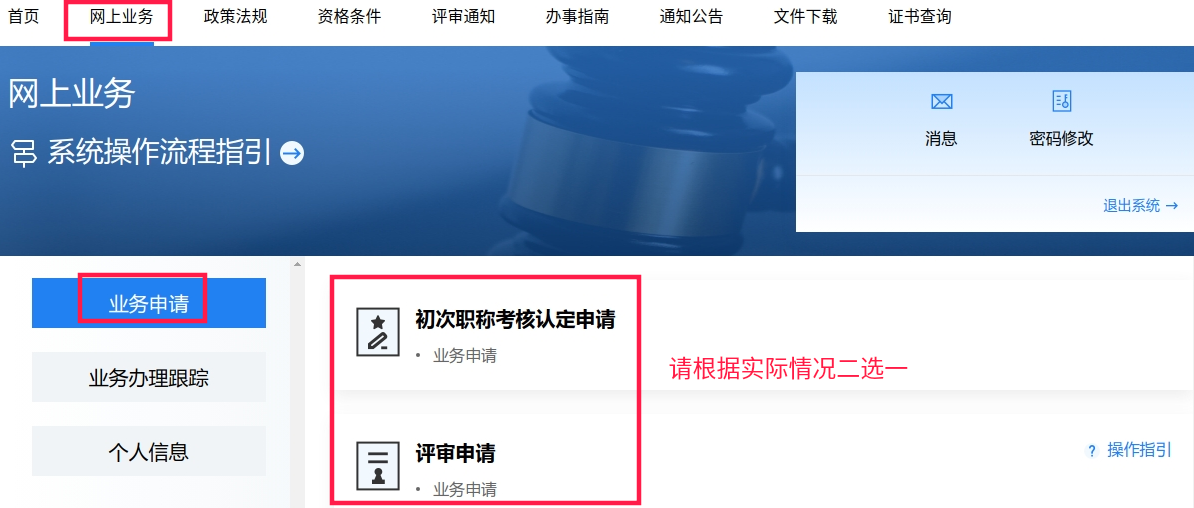 首页 网上业务 政策法规 资格条件 评审通知 办事指南 通知公告 文件下载 证书查询
网上业务
系统操作流程指引
消息 密码修改
退出系统 →
业务申请
业务办理跟踪
个人信息
初次职称考核认定申请
• 业务申请
请根据实际情况二选一
评审申请
• 业务申请
? 操作指引